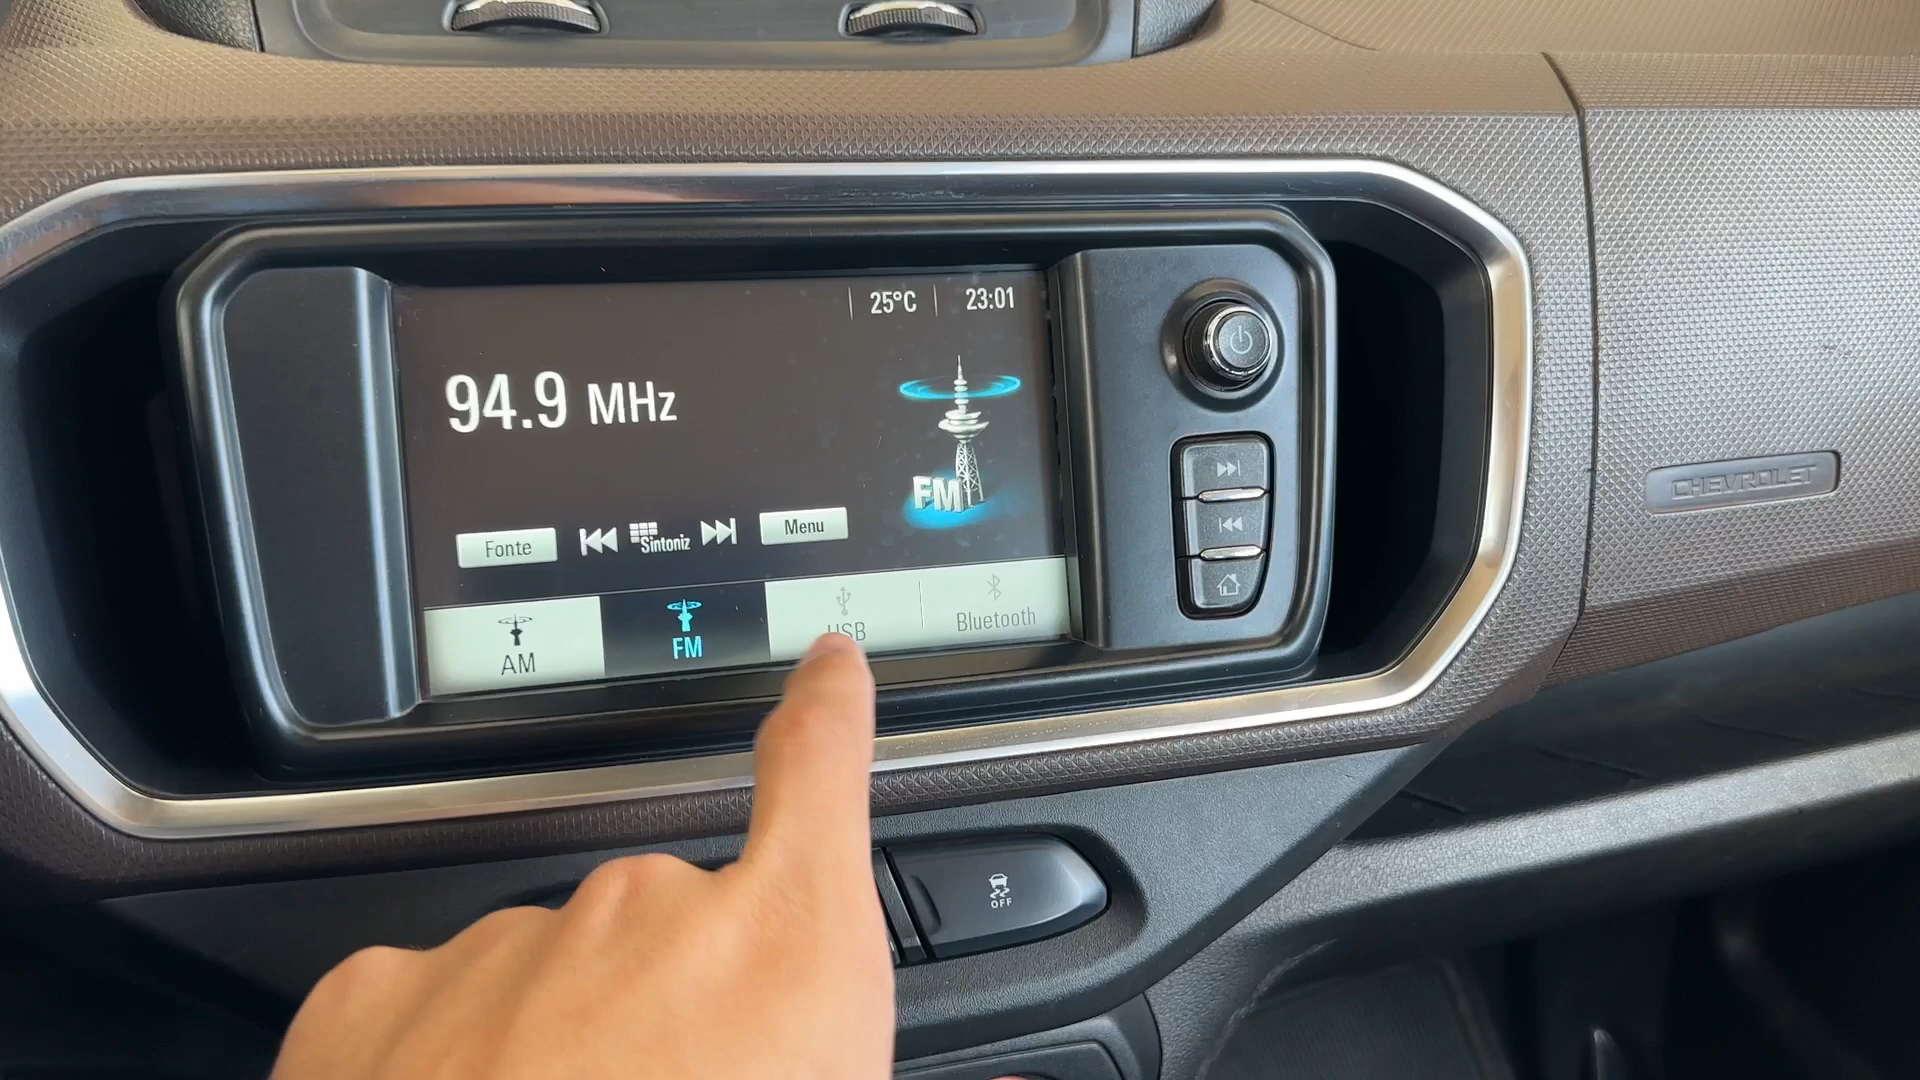 25°C 23:01
94.9 MHz
FM
Fonte Sintoniz Menu
AM FM USB Bluetooth
CHEVROLET
OFF